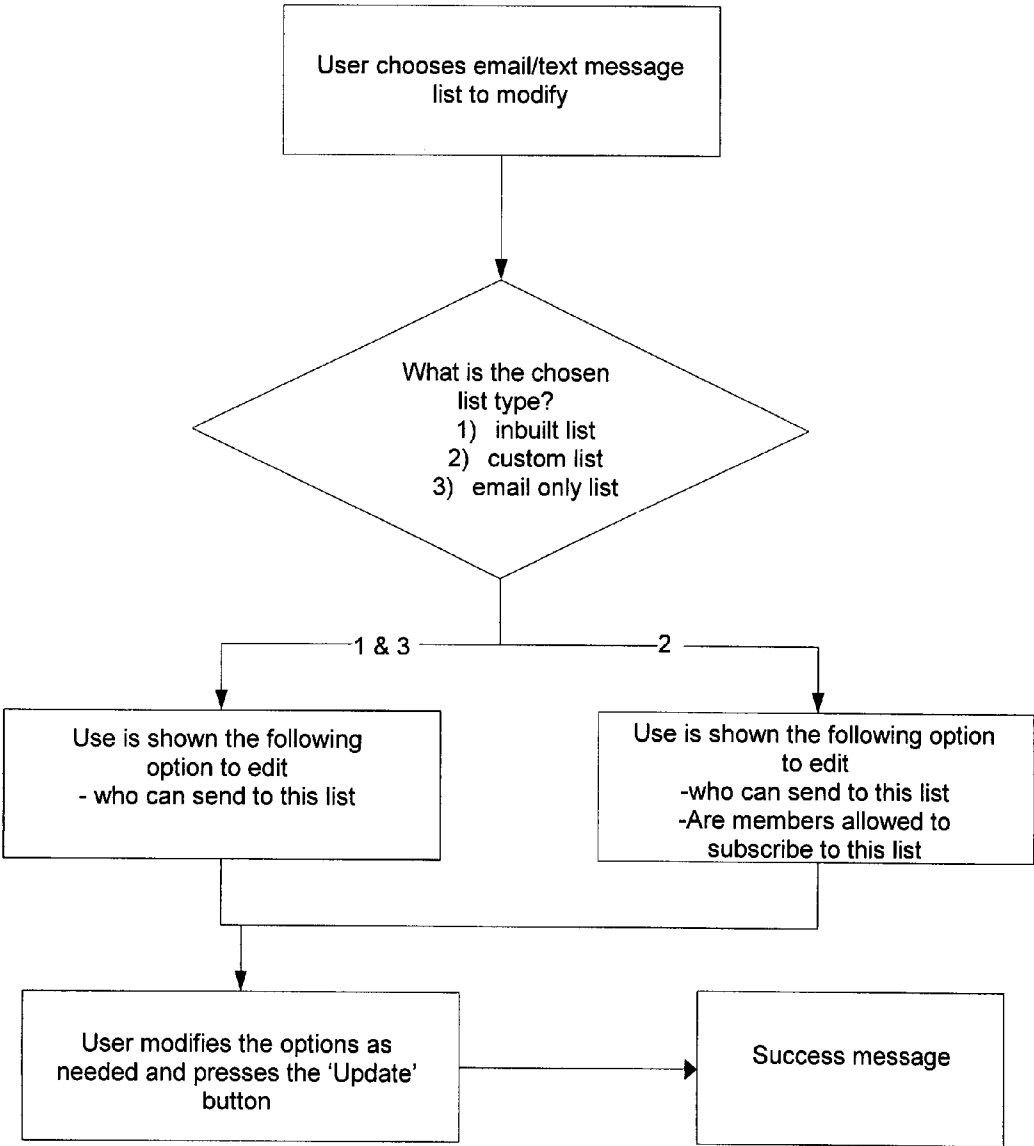 User chooses email/text message
list to modify
What is the chosen
list type?
1) inbuilt list
2) custom list
3) email only list
1 & 3
2
Use is shown the following
option to edit
- who can send to this list
Use is shown the following option
to edit
-who can send to this list
-Are members allowed to
subscribe to this list
User modifies the options as
needed and presses the ‘Update’
button
Success message